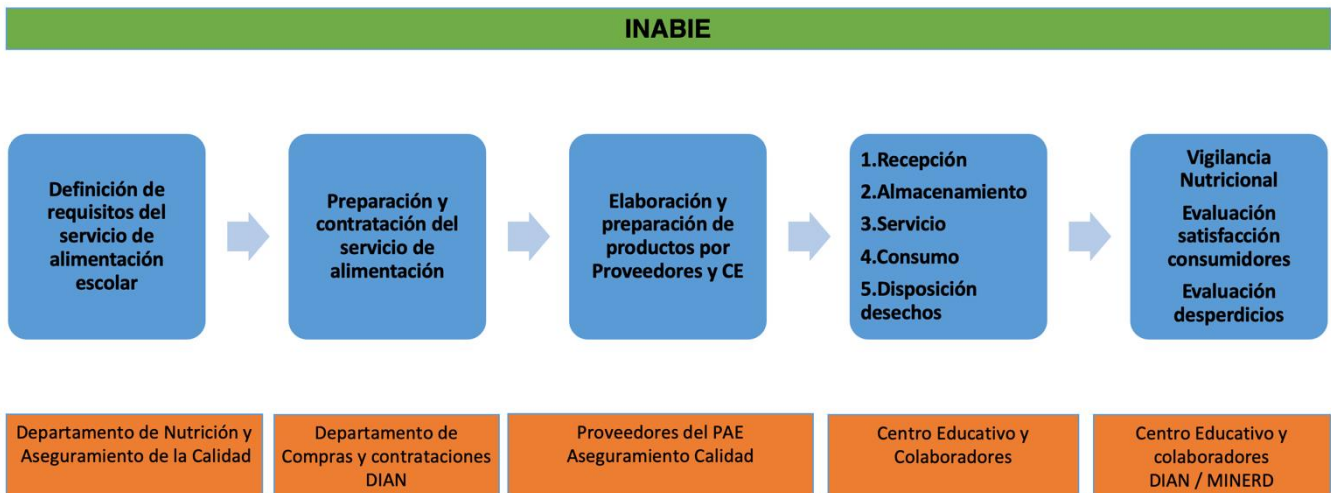 INABIE
Definición de
requisitos del
servicio de
alimentación
escolar
Preparación y
contratación del
servicio de
alimentación
Elaboración y
preparación de
productos por
Proveedores y CE
1.Recepción
2.Almacenamiento
3.Servicio
4.Consumo
5.Disposición
desechos
Vigilancia
Nutricional
Evaluación
satisfacción
consumidores
Evaluación
desperdicios
Departamento de Nutrición y
Aseguramiento de la Calidad
Departamento de
Compras y contrataciones
DIAN
Proveedores del PAE
Aseguramiento Calidad
Centro Educativo y
Colaboradores
Centro Educativo y
colaboradores
DIAN / MINERD